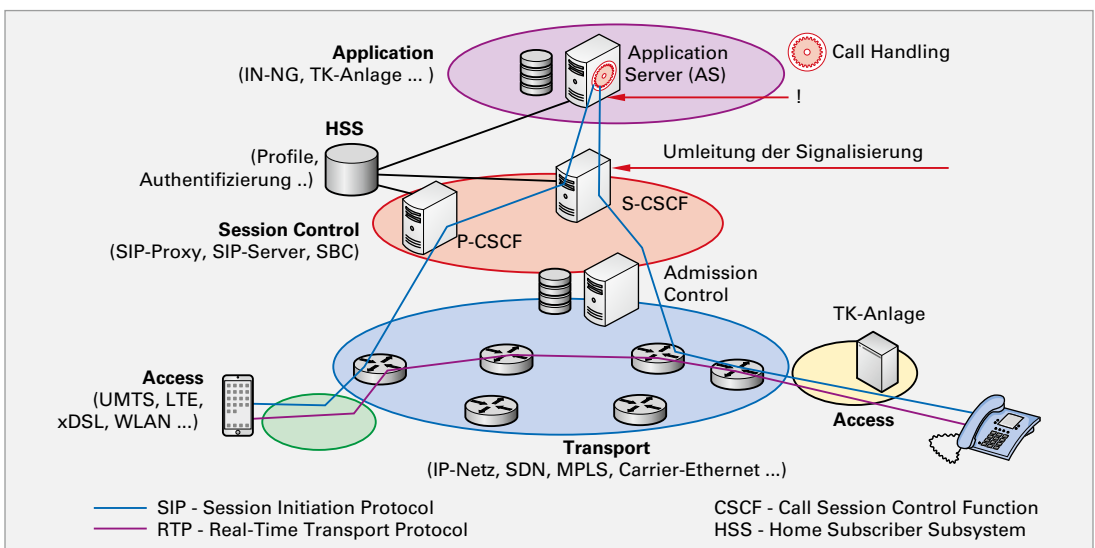 Application
(IN-NG, TK-Anlage ... )
Application
Server (AS)
Call Handling
!
HSS
(Profile,
Authentifizierung ..)
Umleitung der Signalisierung
S-CSCF
P-CSCF
Session Control
(SIP-Proxy, SIP-Server, SBC)
Admission
Control
TK-Anlage
Access
(UMTS, LTE,
xDSL, WLAN ...)
Access
Transport
(IP-Netz, SDN, MPLS, Carrier-Ethernet ...)
SIP - Session Initiation Protocol
RTP - Real-Time Transport Protocol
CSCF - Call Session Control Function
HSS - Home Subscriber Subsystem